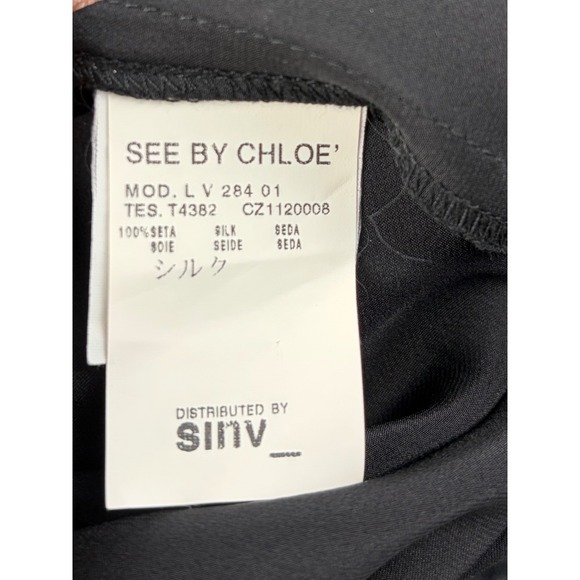 SEE BY CHLOE'
MOD. L V 284 01
TES. T4382 CZ1120008
100%SETA SILK SEDA
SOIE SEIDE SEDA
シルク
DISTRIBUTED BY
sinv_